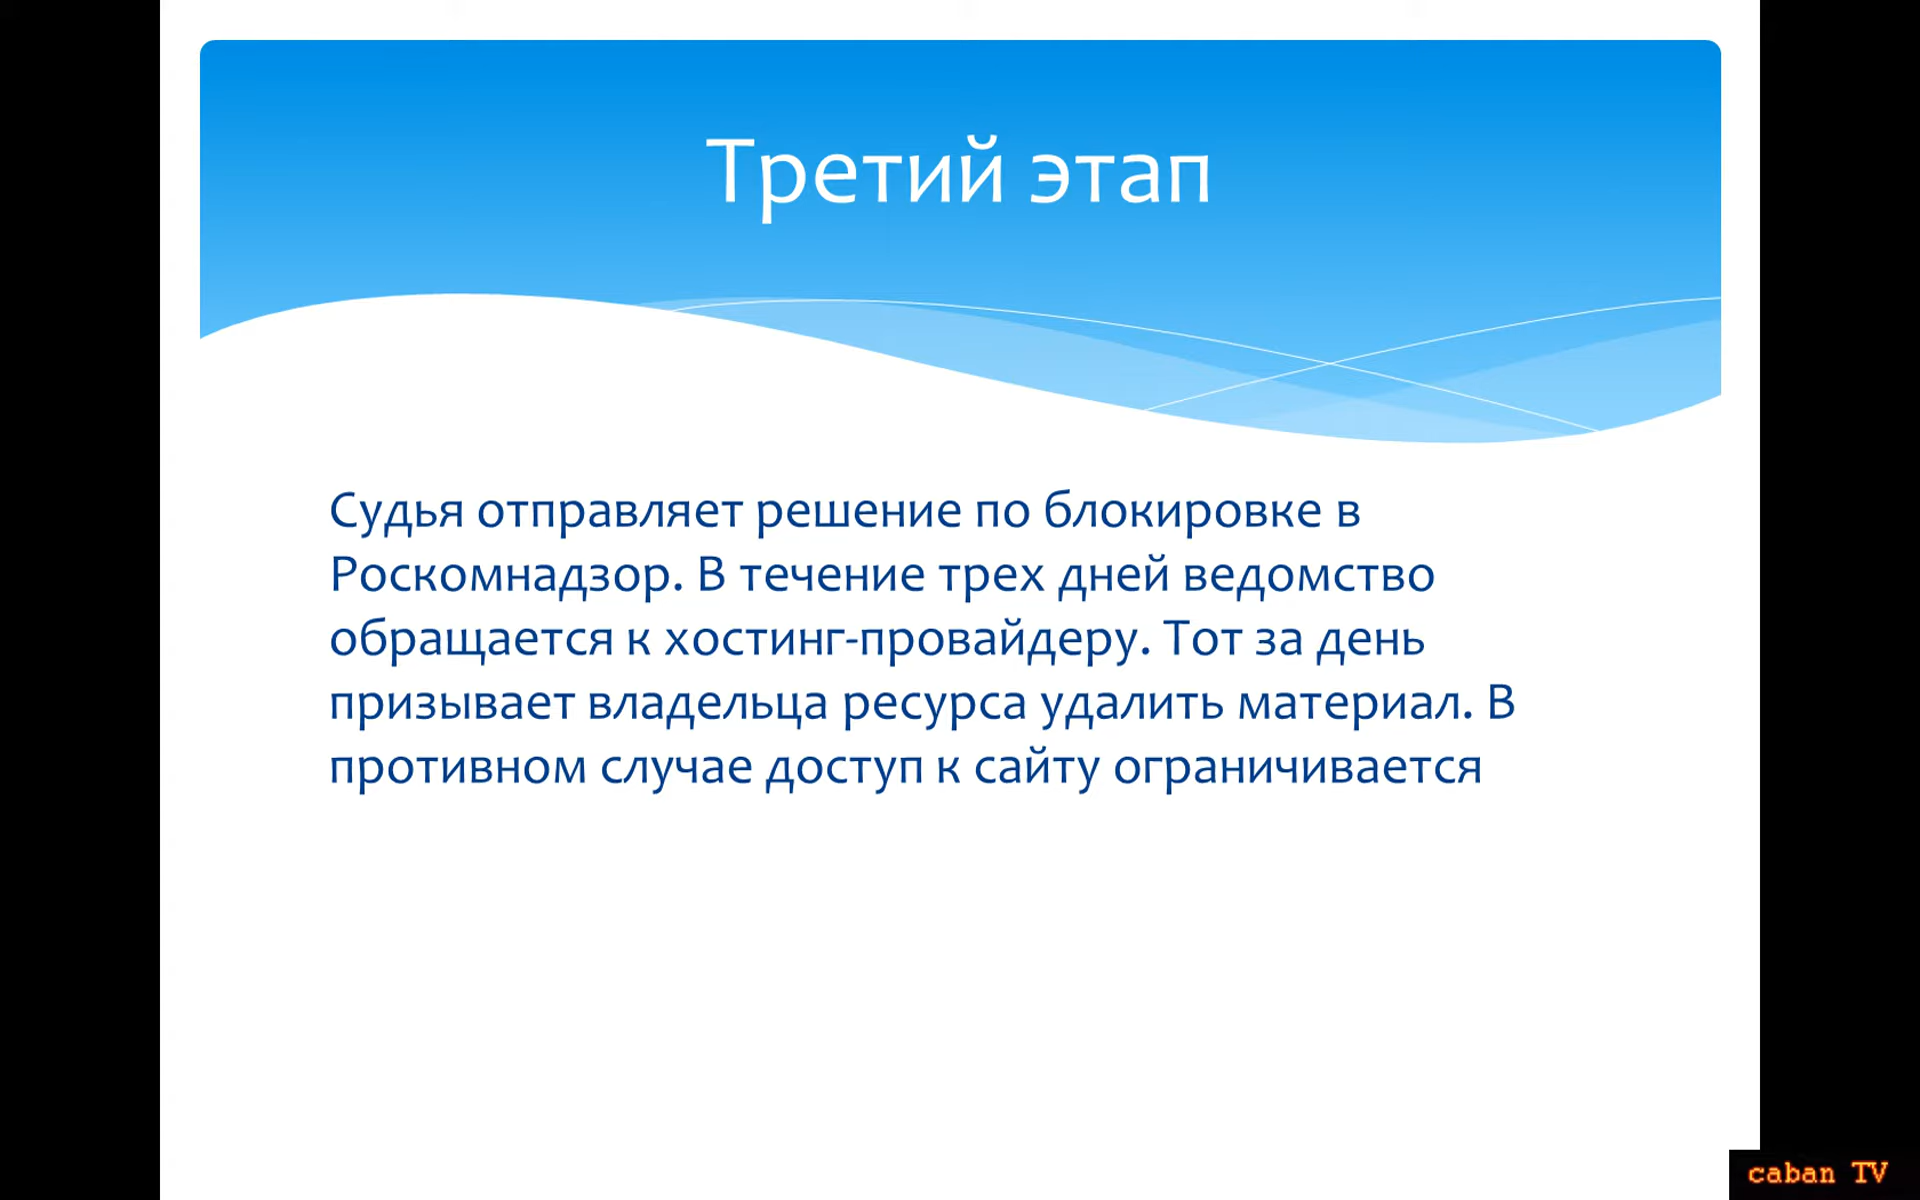 Третий этап
Судья отправляет решение по блокировке в
Роскомнадзор. В течение трех дней ведомство
обращается к хостинг-провайдеру. Тот за день
призывает владельца ресурса удалить материал. В
противном случае доступ к сайту ограничивается
caban TV